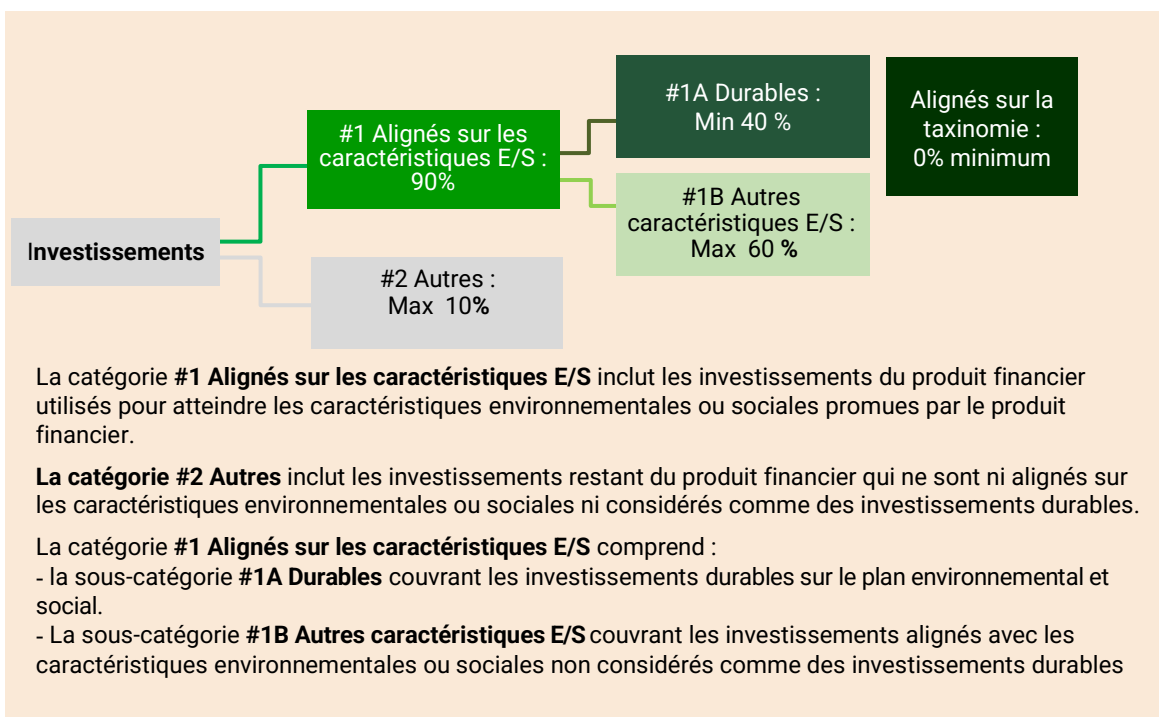 #1A Durables :
Min 40 %
Alignés sur la
taxinomie :
0% minimum
#1 Alignés sur les
caractéristiques E/S :
90%
#1B Autres
caractéristiques E/S :
Max 60 %
Investissements
#2 Autres :
Max 10%
La catégorie #1 Alignés sur les caractéristiques E/S inclut les investissements du produit financier
utilisés pour atteindre les caractéristiques environnementales ou sociales promues par le produit
financier.
La catégorie #2 Autres inclut les investissements restant du produit financier qui ne sont ni alignés sur
les caractéristiques environnementales ou sociales ni considérés comme des investissements durables.
La catégorie #1 Alignés sur les caractéristiques E/S comprend :
- la sous-catégorie #1A Durables couvrant les investissements durables sur le plan environnemental et
social.
- La sous-catégorie #1B Autres caractéristiques E/S couvrant les investissements alignés avec les
caractéristiques environnementales ou sociales non considérés comme des investissements durables